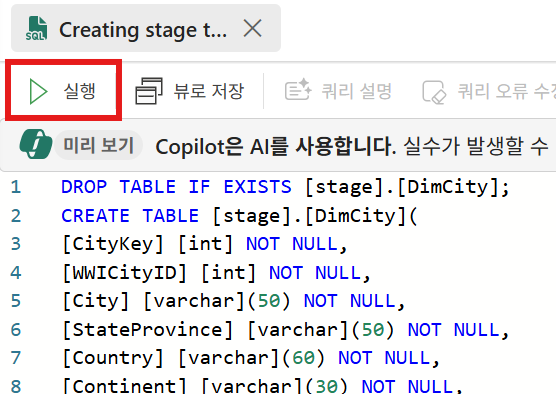 SQL Creating stage t...
실행 뷰로 저장 쿼리 설명 쿼리 오류 수정
미리 보기 Copilot은 AI를 사용합니다. 실수가 발생할 수
1 DROP TABLE IF EXISTS [stage].[DimCity];
2 CREATE TABLE [stage].[DimCity](
3 [CityKey] [int] NOT NULL,
4 [WWICityID] [int] NOT NULL,
5 [City] [varchar](50) NOT NULL,
6 [StateProvince] [varchar](50) NOT NULL,
7 [Country] [varchar](60) NOT NULL,
8 [Continent] [varchar](30) NOT NULL,